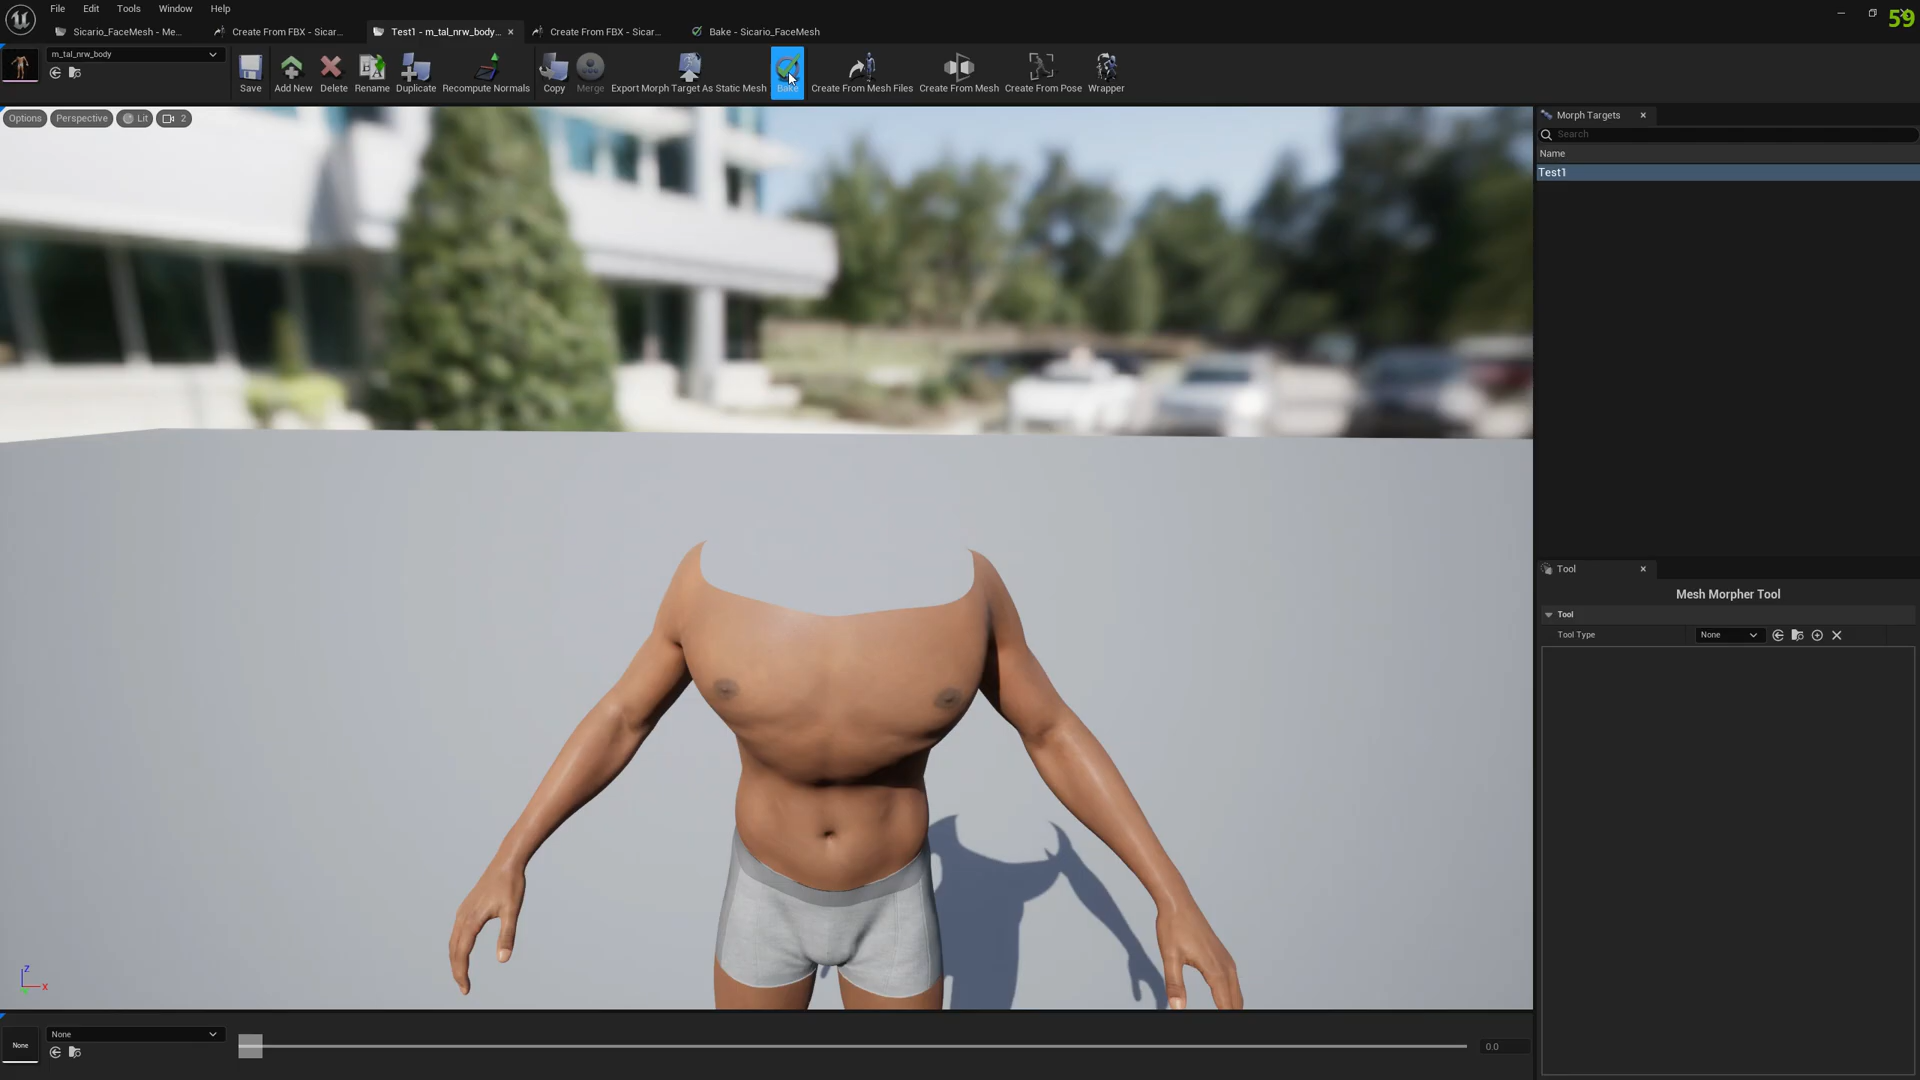 File Edit Tools Window Help
59
Sicario_FaceMesh - Me...
Create From FBX - Sicar...
Test1 - m_tal_nrw_body...
Create From FBX - Sicar...
Bake - Sicario_FaceMesh
m_tal_nrw_body
Save
Add New
Delete
Rename
Duplicate
Recompute Normals
Copy
Merge
Export Morph Target As Static Mesh
Bake
Create From Mesh Files
Create From Mesh
Create From Pose
Wrapper
Options
Perspective
Lit
2
Morph Targets
Search
Name
Test1
Tool
Mesh Morpher Tool
Tool
Tool Type
None
Z
X
None
None
0.0